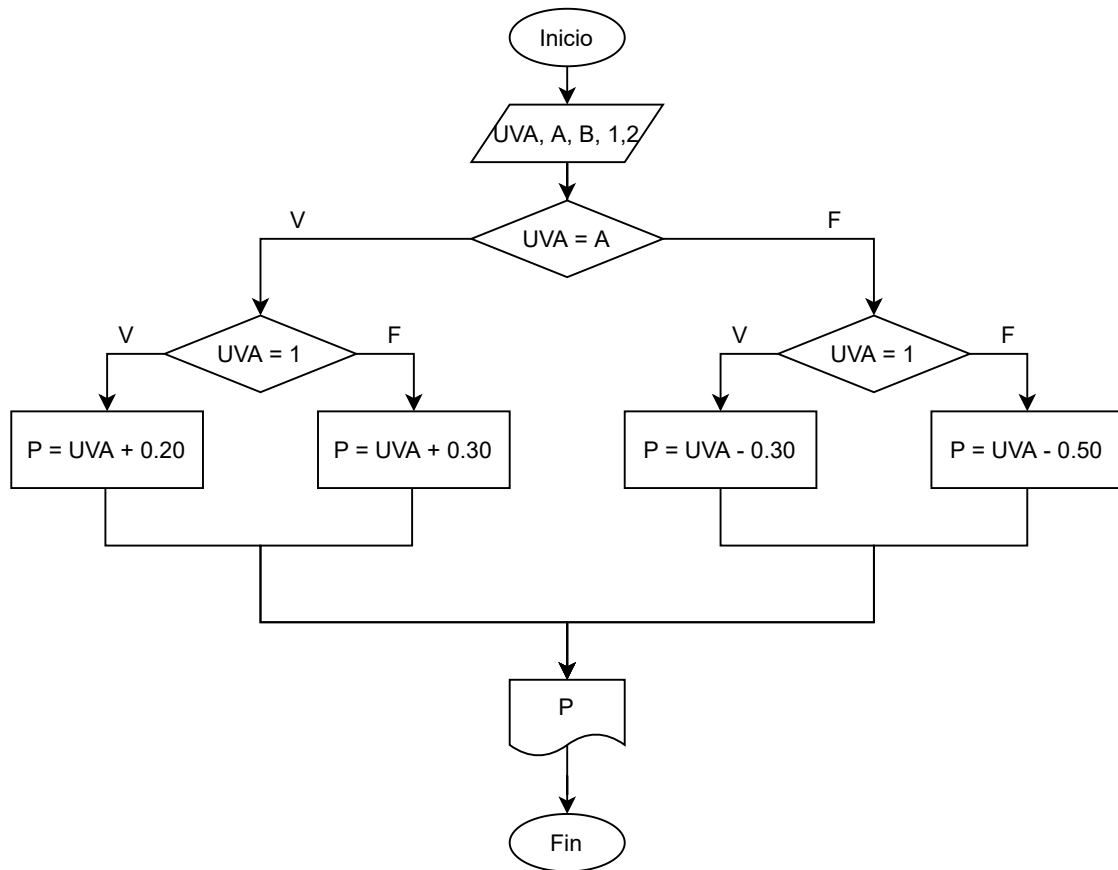 Inicio
UVA, A, B, 1,2
V
UVA = A
F
V
UVA = 1
F
V
UVA = 1
F
P = UVA + 0.20
P = UVA + 0.30
P = UVA - 0.30
P = UVA - 0.50
P
Fin